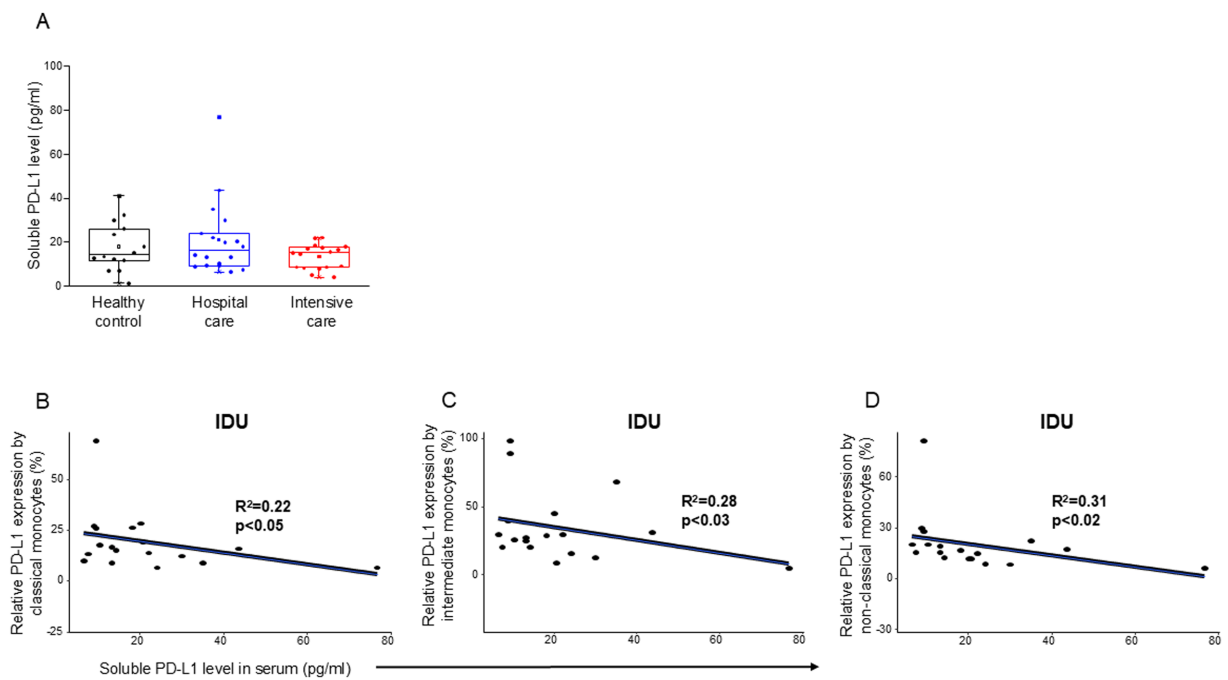 A
Soluble PD-L1 level (pg/ml)
100
80
60
40
20
0
Healthy
control
Hospital
care
Intensive
care
B
IDU
Relative PD-L1 expression by
classical monocytes (%)
50
25
0
-25
R²=0.22
p<0.05
20
40
60
80
C
IDU
Relative PD-L1 expression by
intermediate monocytes (%)
100
50
0
R²=0.28
p<0.03
20
40
60
80
D
IDU
Relative PD-L1 expression by
non-classical monocytes (%)
60
30
0
-30
R²=0.31
p<0.02
20
40
60
80
Soluble PD-L1 level in serum (pg/ml)